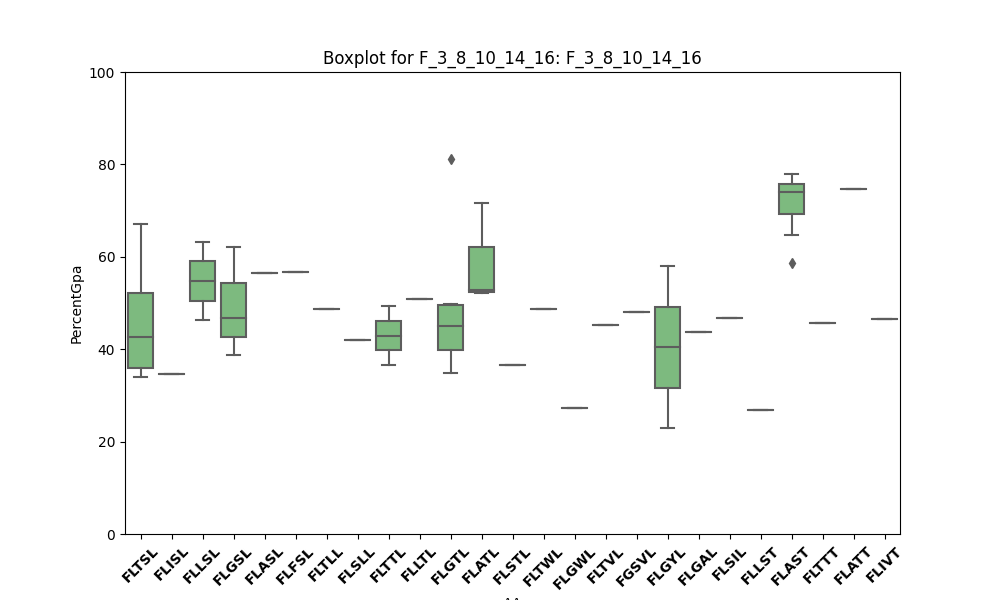 Boxplot for F_3_8_10_14_16: F_3_8_10_14_16
100
80
60
40
20
0
PercentGpa
FLTSL
FLISL
FLLSL
FLGSL
FLASL
FLFSL
FLTLL
FLSLL
FLTTL
FLLTL
FLGTL
FLATL
FLSTL
FLTWL
FLGWL
FLTVL
FGSVL
FLGYL
FLGAL
FLSIL
FLLST
FLAST
FLTTT
FLATT
FLIVT